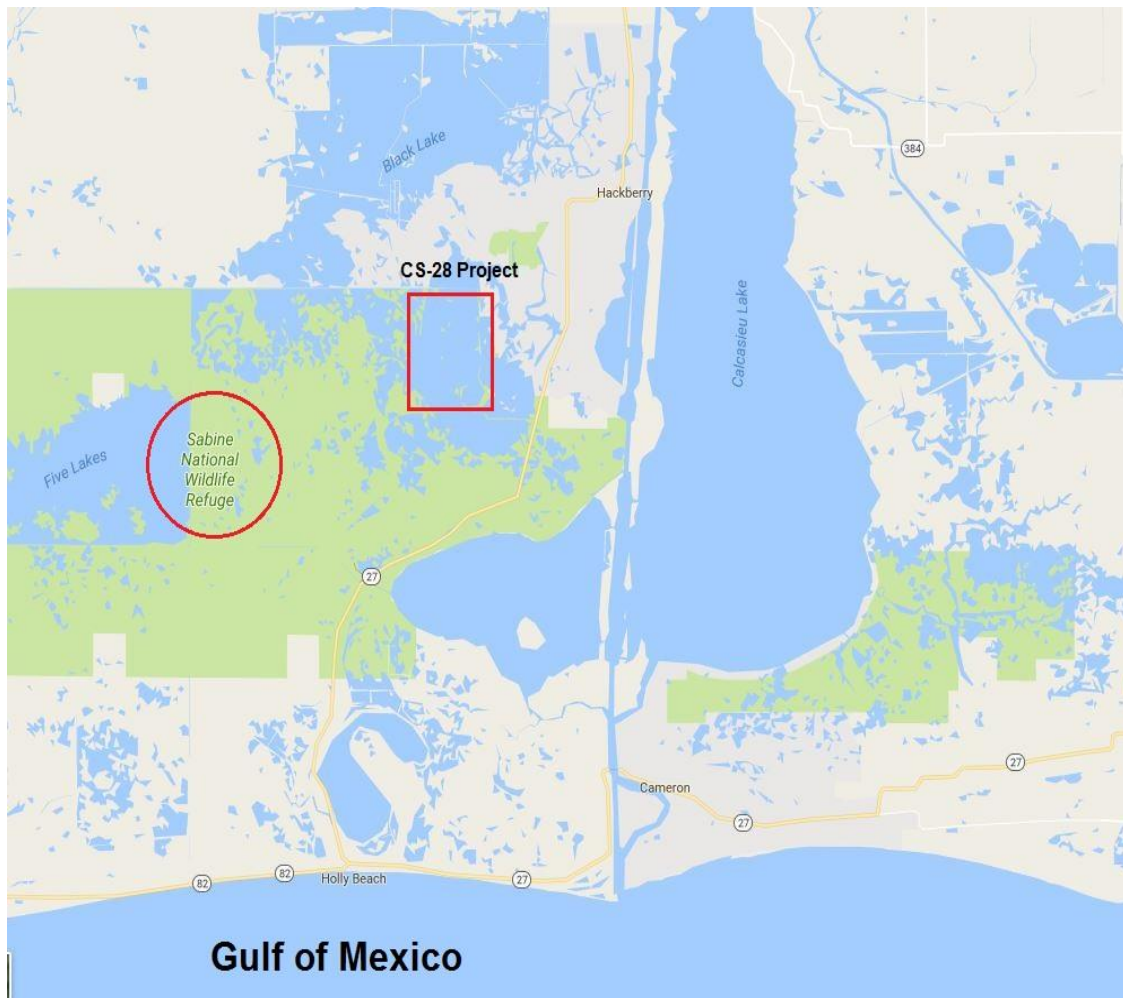 Black Lake
384
Hackberry
CS-28 Project
Calcasieu Lake
Sabine
National
Wildlife
Refuge
Five Lakes
27
27
Cameron
27
82
82
Holly Beach
27
Gulf of Mexico